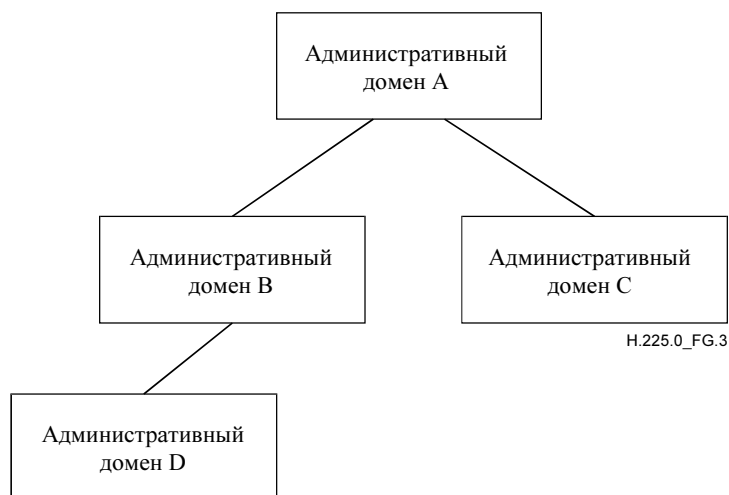 Административный
домен A
Административный
домен B
Административный
домен C
H.225.0_FG.3
Административный
домен D